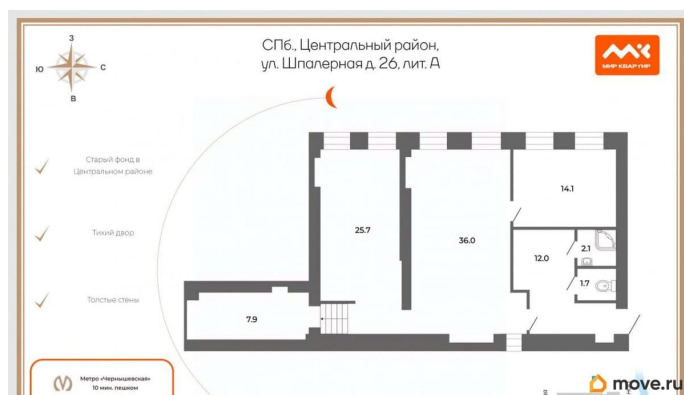 СПб., Центральный район,
ул. Шпалерная д. 26, лит. А
МИР КВАРТИР
З
Ю
С
В
Старый фонд в
Центральном районе
Тихий двор
Толстые стены
25.7
36.0
14.1
12.0
2.1
1.7
7.9
Метро «Чернышевская»
10 мин. пешком
move.ru